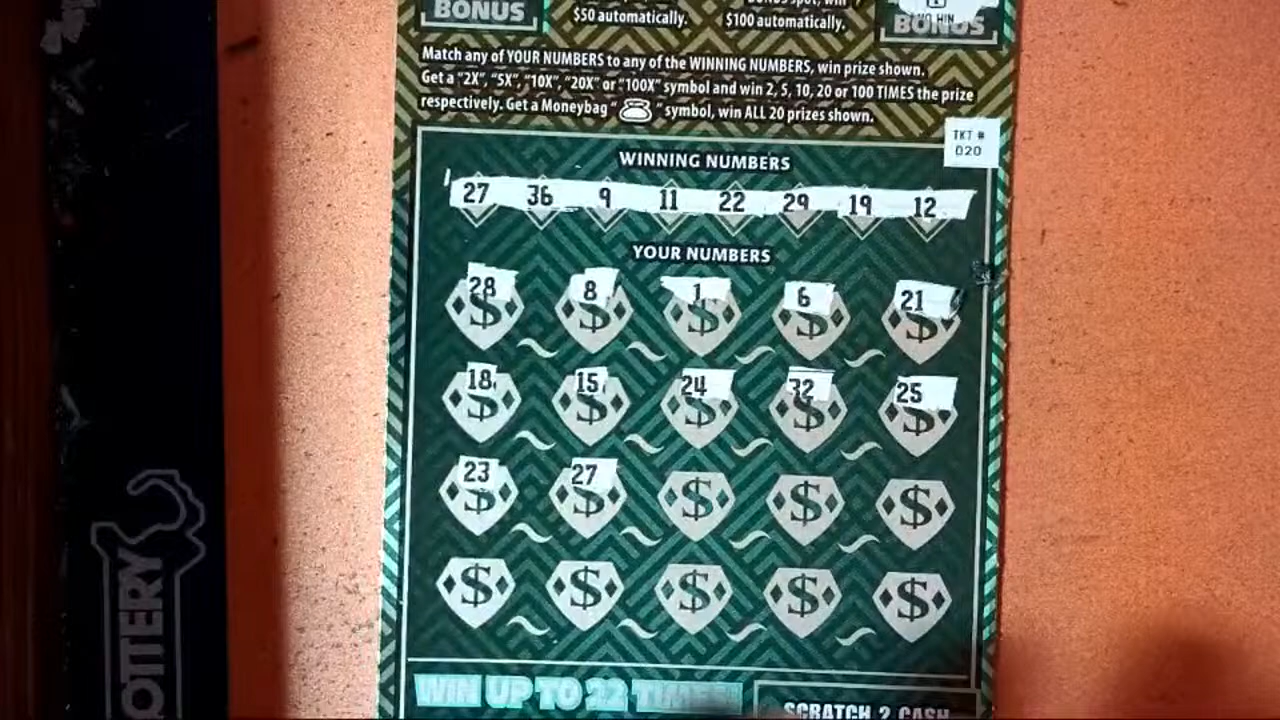 BONUS
$50 automatically.
$100 automatically.
BONUS
Match any of YOUR NUMBERS to any of the WINNING NUMBERS, win prize shown.
Get a "2X", "5X", "10X", "20X" or "100X" symbol and win 2, 5, 10, 20 or 100 TIMES the prize
respectively. Get a Moneybag " " symbol, win ALL 20 prizes shown.
TKT #
020
WINNING NUMBERS
27 36 9 11 22 29 19 12
YOUR NUMBERS
28 8 1 6 21
$ $ $ $ $
18 15 24 32 25
$ $ $ $ $
23 27
$ $ $ $ $
$ $ $ $ $
WIN UP TO 22 TIMES!
SCRATCH 2 CASH
LOTTERY